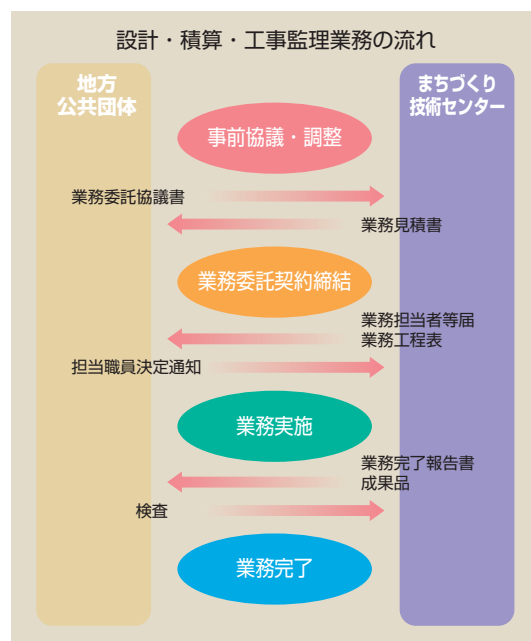 設計・積算・工事監理業務の流れ
地方
公共団体
まちづくり
技術センター
事前協議・調整
業務委託協議書
業務見積書
業務委託契約締結
業務担当者等届
業務工程表
担当職員決定通知
業務実施
業務完了報告書
成果品
検査
業務完了